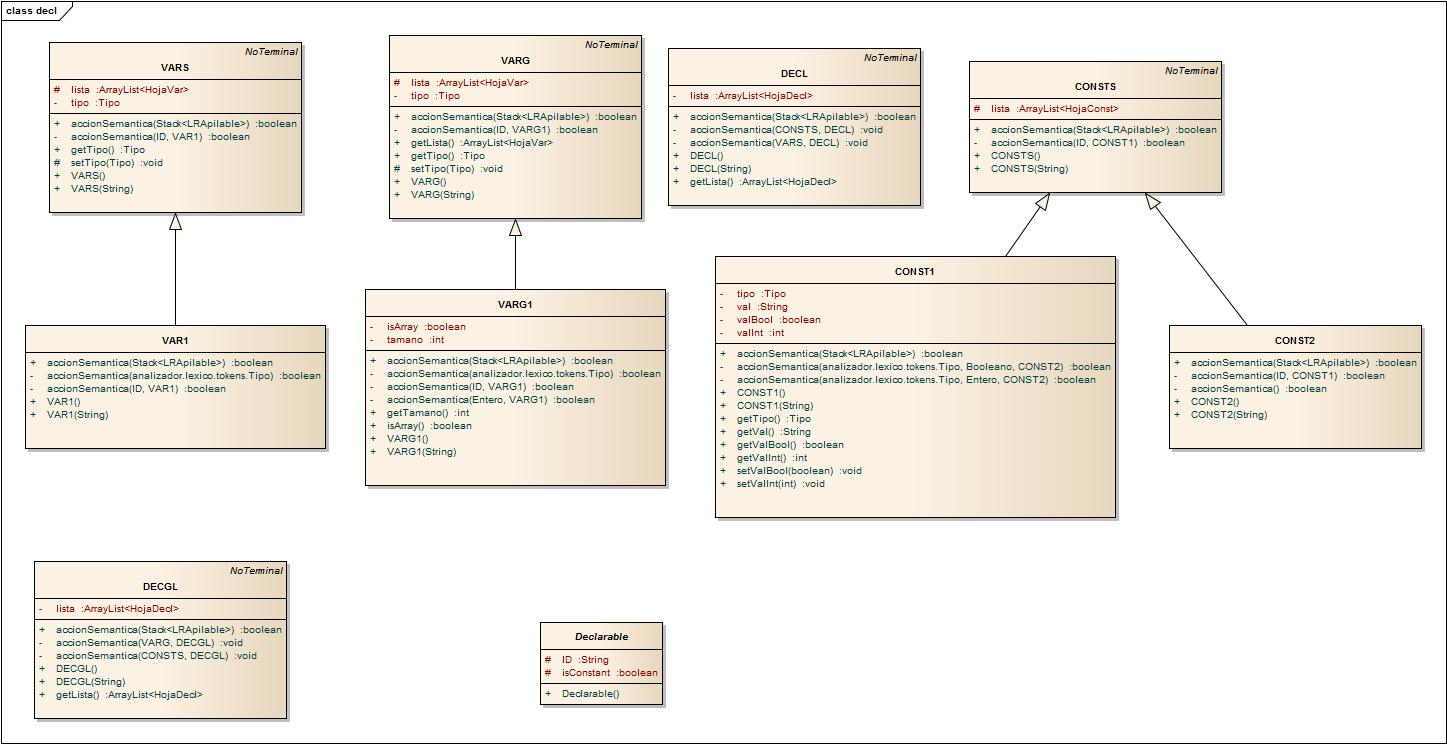 class decl
NoTerminal
VARS
# lista :ArrayList<HojaVar>
- tipo :Tipo
+ accionSemantica(Stack<LRApilable>) :boolean
- accionSemantica(ID, VAR1) :boolean
+ getTipo() :Tipo
# setTipo(Tipo) :void
+ VARS()
+ VARS(String)
NoTerminal
VARG
# lista :ArrayList<HojaVar>
- tipo :Tipo
+ accionSemantica(Stack<LRApilable>) :boolean
- accionSemantica(ID, VARG1) :boolean
+ getLista() :ArrayList<HojaVar>
+ getTipo() :Tipo
# setTipo(Tipo) :void
+ VARG()
+ VARG(String)
NoTerminal
DECL
- lista :ArrayList<HojaDecl>
+ accionSemantica(Stack<LRApilable>) :boolean
- accionSemantica(CONSTS, DECL) :void
- accionSemantica(VARS, DECL) :void
+ DECL()
+ DECL(String)
+ getLista() :ArrayList<HojaDecl>
NoTerminal
CONSTS
# lista :ArrayList<HojaConst>
+ accionSemantica(Stack<LRApilable>) :boolean
- accionSemantica(ID, CONST1) :boolean
+ CONSTS()
+ CONSTS(String)
VAR1
+ accionSemantica(Stack<LRApilable>) :boolean
- accionSemantica(analizador.lexico.tokens.Tipo) :boolean
- accionSemantica(ID, VAR1) :boolean
+ VAR1()
+ VAR1(String)
VARG1
- isArray :boolean
- tamano :int
+ accionSemantica(Stack<LRApilable>) :boolean
- accionSemantica(analizador.lexico.tokens.Tipo) :boolean
- accionSemantica(ID, VARG1) :boolean
- accionSemantica(Entero, VARG1) :boolean
+ getTamano() :int
+ isArray() :boolean
+ VARG1()
+ VARG1(String)
CONST1
- tipo :Tipo
- val :String
- valBool :boolean
- valInt :int
+ accionSemantica(Stack<LRApilable>) :boolean
- accionSemantica(analizador.lexico.tokens.Tipo, Booleano, CONST2) :boolean
- accionSemantica(analizador.lexico.tokens.Tipo, Entero, CONST2) :boolean
+ CONST1()
+ CONST1(String)
+ getTipo() :Tipo
+ getVal() :String
+ getValBool() :boolean
+ getValInt() :int
+ setValBool(boolean) :void
+ setValInt(int) :void
CONST2
+ accionSemantica(Stack<LRApilable>) :boolean
- accionSemantica(ID, CONST1) :boolean
- accionSemantica() :boolean
+ CONST2()
+ CONST2(String)
NoTerminal
DECGL
- lista :ArrayList<HojaDecl>
+ accionSemantica(Stack<LRApilable>) :boolean
- accionSemantica(VARG, DECGL) :void
- accionSemantica(CONSTS, DECGL) :void
+ DECGL()
+ DECGL(String)
+ getLista() :ArrayList<HojaDecl>
Declarable
# ID :String
# isConstant :boolean
+ Declarable()